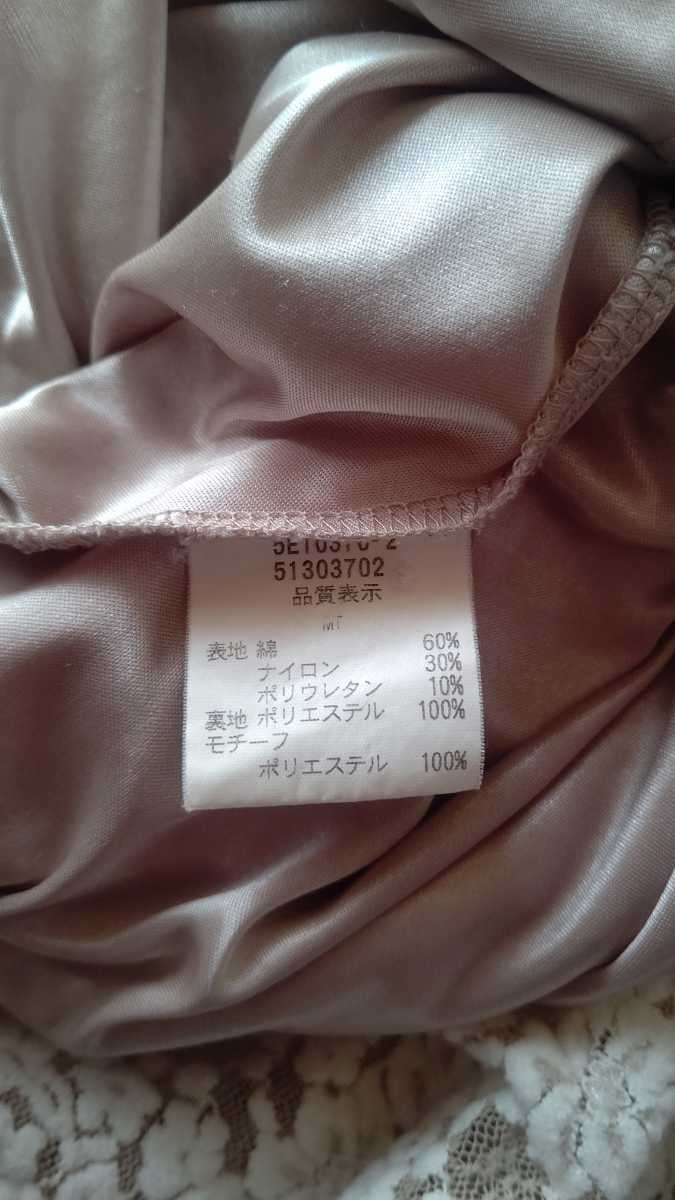 51303702
品質表示
MT
表地 綿 60%
ナイロン 30%
ポリウレタン 10%
裏地 ポリエステル 100%
モチーフ
ポリエステル 100%